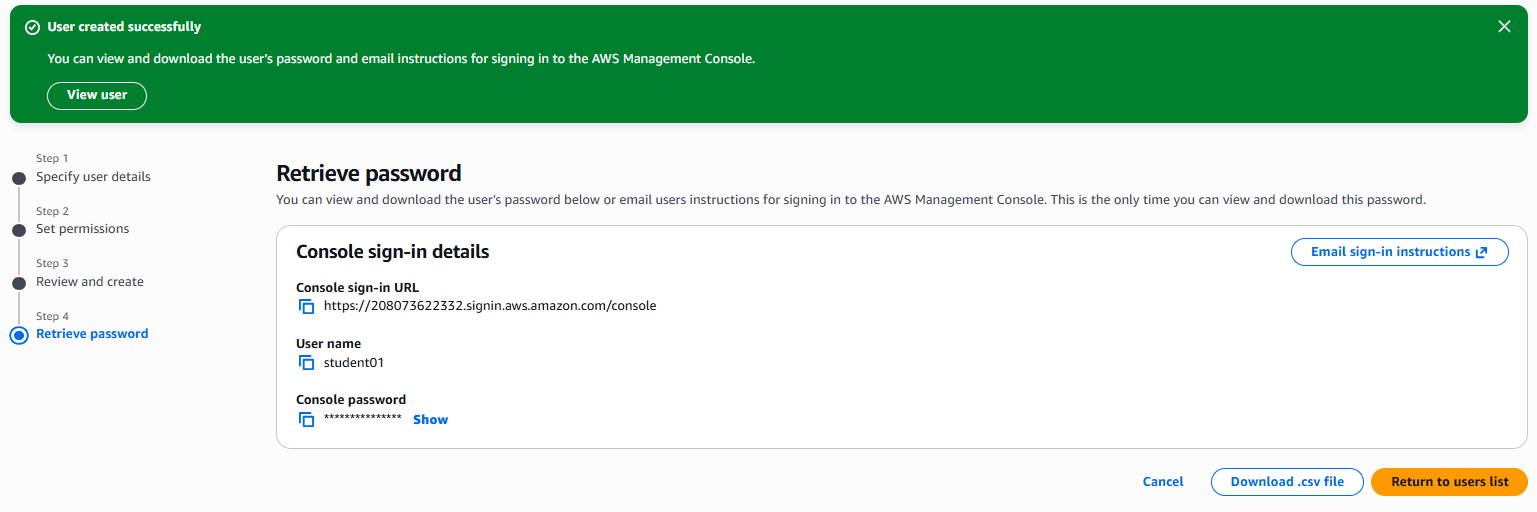 User created successfully
You can view and download the user's password and email instructions for signing in to the AWS Management Console.
View user
Step 1
Specify user details
Step 2
Set permissions
Step 3
Review and create
Step 4
Retrieve password
Retrieve password
You can view and download the user's password below or email users instructions for signing in to the AWS Management Console. This is the only time you can view and download this password.
Console sign-in details
Email sign-in instructions
Console sign-in URL
https://208073622332.signin.aws.amazon.com/console
User name
student01
Console password
*************** Show
Cancel
Download .csv file
Return to users list